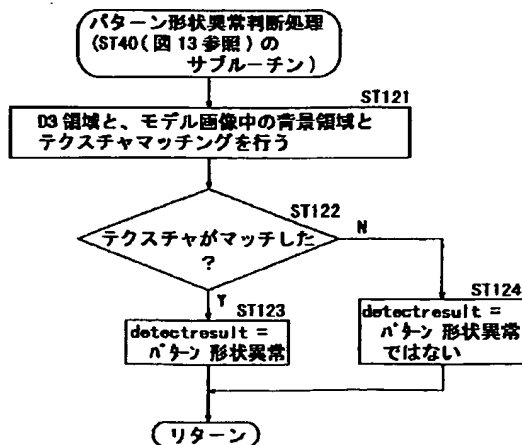 パターン形状異常判断処理
(ST40(図13参照)の
サブルーチン)
ST121
D3領域と、モデル画像中の背景領域と
テクスチャマッチングを行う
ST122
テクスチャがマッチした
?
N
Y
ST123
detectresult =
パターン形状異常
ST124
detectresult =
パターン形状異常
ではない
リターン